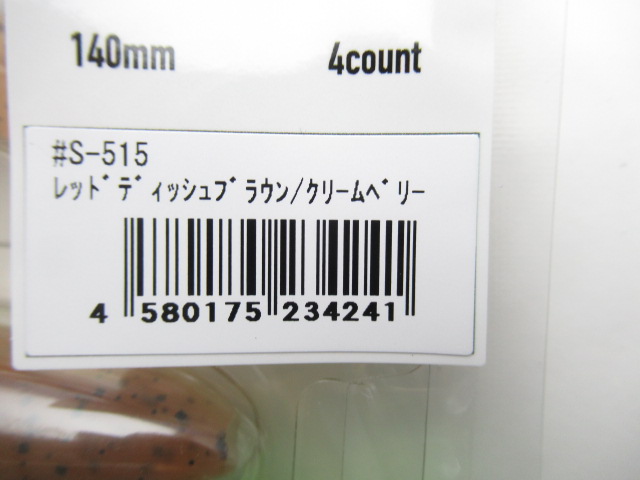 140mm 4count
#S-515
ﾚｯﾄﾞﾃﾞｨｯｼｭﾌﾞﾗｳﾝ/ｸﾘｰﾑﾍﾞﾘｰ
4 580175 234241